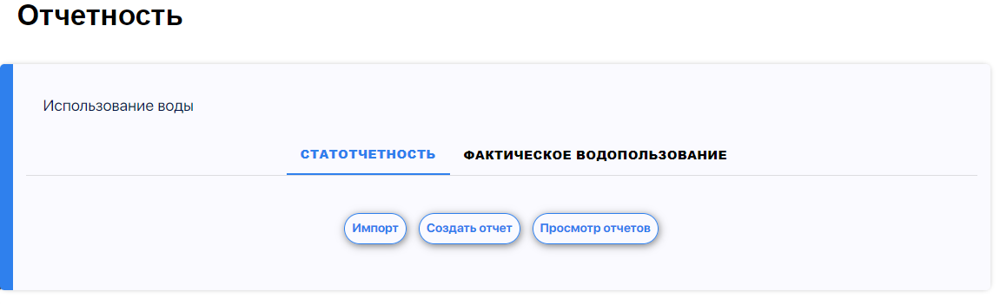 Отчетность
Использование воды
СТАТОТЧЕТНОСТЬ ФАКТИЧЕСКОЕ ВОДОПОЛЬЗОВАНИЕ
Импорт Создать отчет Просмотр отчетов